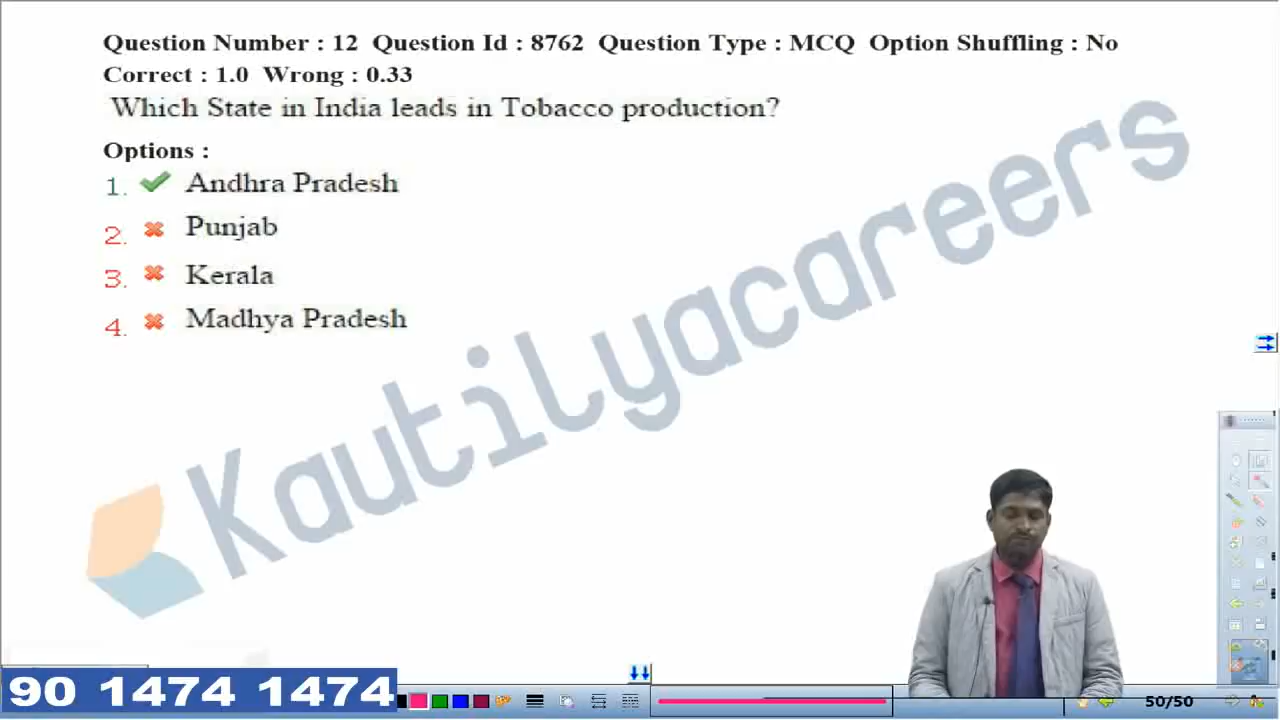 Question Number : 12 Question Id : 8762 Question Type : MCQ Option Shuffling : No
Correct : 1.0 Wrong : 0.33
Which State in India leads in Tobacco production?
Options :
1. Andhra Pradesh
2. Punjab
3. Kerala
4. Madhya Pradesh
Kautilyacareers
90 1474 1474
50/50